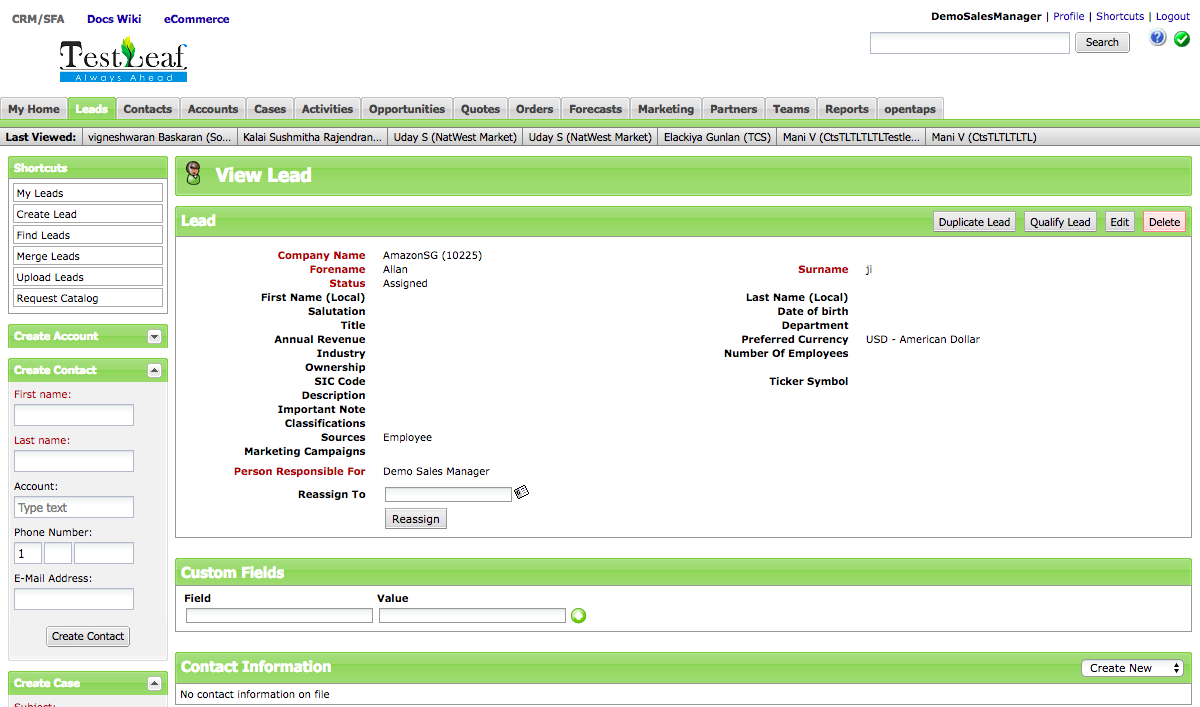 CRM/SFA Docs Wiki eCommerce
DemoSalesManager | Profile | Shortcuts | Logout
TestLeaf
Always Ahead
Search
My Home Leads Contacts Accounts Cases Activities Opportunities Quotes Orders Forecasts Marketing Partners Teams Reports opentaps
Last Viewed: vigneshwaran Baskaran (So... Kalai Sushmitha Rajendran... Uday S (NatWest Market) Uday S (NatWest Market) Elackiya Gunlan (TCS) Mani V (CtsTLTLTLTLTestle... Mani V (CtsTLTLTLTL)
Shortcuts
My Leads
Create Lead
Find Leads
Merge Leads
Upload Leads
Request Catalog
Create Account
Create Contact
First name:
Last name:
Account:
Type text
Phone Number:
1
E-Mail Address:
Create Contact
Create Case
Subject:
View Lead
Lead Duplicate Lead Qualify Lead Edit Delete
Company Name AmazonSG (10225)
Forename Allan Surname ji
Status Assigned
First Name (Local) Last Name (Local)
Salutation Date of birth
Title Department
Annual Revenue Preferred Currency USD - American Dollar
Industry Number Of Employees
Ownership
SIC Code Ticker Symbol
Description
Important Note
Classifications
Sources Employee
Marketing Campaigns
Person Responsible For Demo Sales Manager
Reassign To
Reassign
Custom Fields
Field Value
Contact Information Create New
No contact information on file